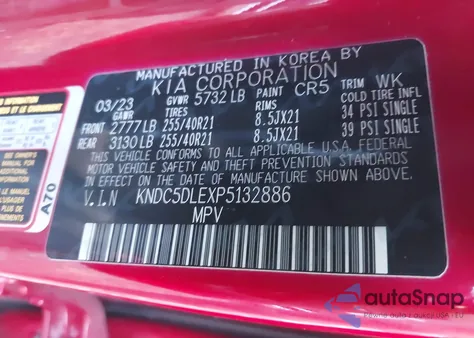 MANUFACTURED IN KOREA BY
KIA CORPORATION
03/23 GVWR 5732 LB PAINT CR5 TRIM WK
GAWR TIRES RIMS COLD TIRE INFL
FRONT 2777LB 255/40R21 8.5JX21 34 PSI SINGLE
REAR 3130LB 255/40R21 8.5JX21 39 PSI SINGLE
THIS VEHICLE CONFORMS TO ALL APPLICABLE U.S.A. FEDERAL
MOTOR VEHICLE SAFETY AND THEFT PREVENTION STANDARDS
IN EFFECT ON THE DATE OF MANUFACTURE SHOWN ABOVE.
V.I.N KNDC5DLEXP5132886
MPV
A70
autoSnap